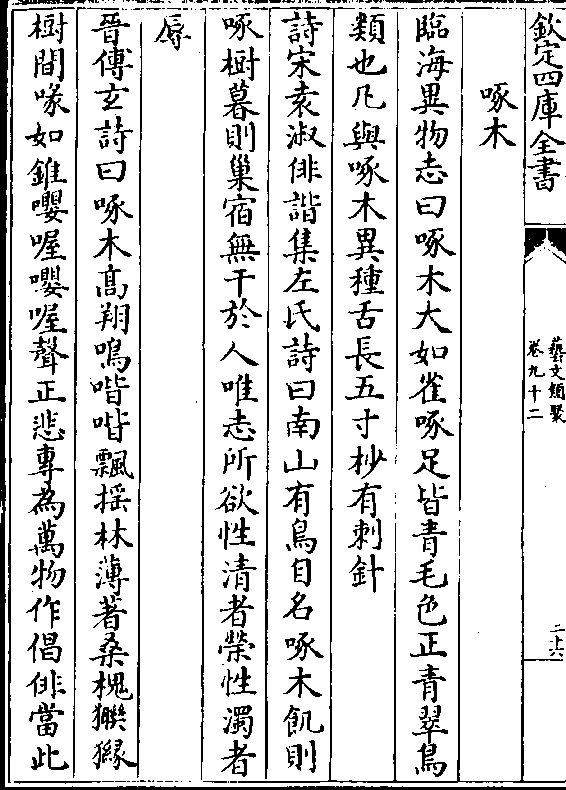 欽定四庫全書
藝文類聚
卷九十二
二十六
啄木
臨海異物志曰啄木大如雀啄足皆青毛色正青翠鳥
類也凡與啄木異種舌長五寸杪有刺針
詩宋袁淑俳諧集左氏詩曰南山有鳥自名啄木飢則
啄樹暮則巢宿無干於人唯志所欲性清者榮性濁者
辱
晉傅玄詩曰啄木高翔鳴喈喈飄揺林薄著桑槐㺦猭
樹間喙如錐嚶喔嚶喔聲正悲專為萬物作倡俳當此